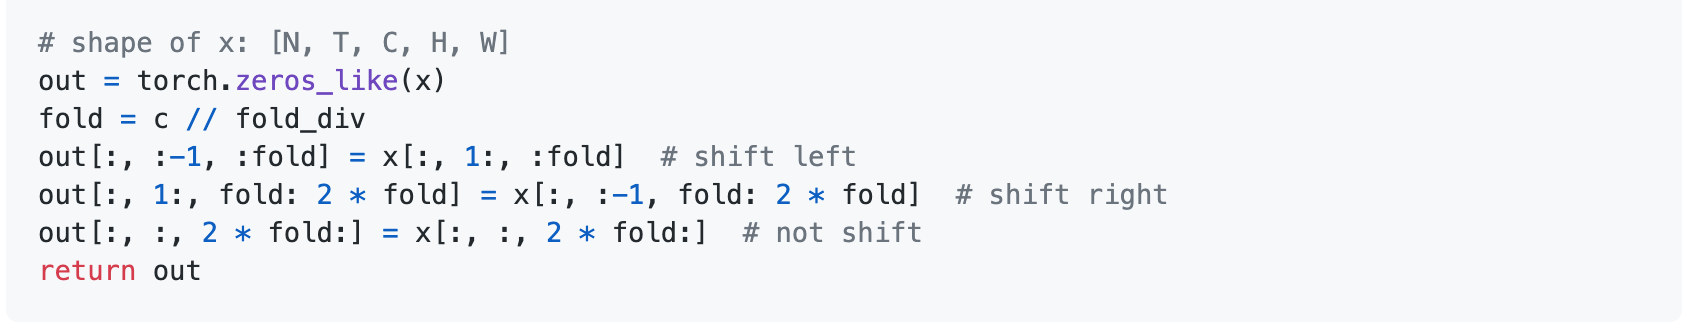 # shape of x: [N, T, C, H, W]
out = torch.zeros_like(x)
fold = c // fold_div
out[:, :-1, :fold] = x[:, 1:, :fold]  # shift left
out[:, 1:, fold: 2 * fold] = x[:, :-1, fold: 2 * fold]  # shift right
out[:, :, 2 * fold:] = x[:, :, 2 * fold:]  # not shift
return out